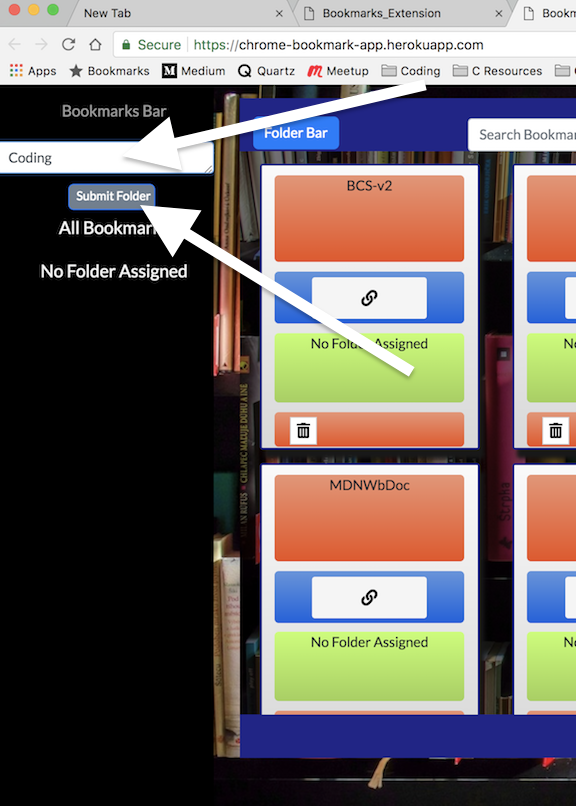 New Tab
Bookmarks_Extension
Bookm
Secure https://chrome-bookmark-app.herokuapp.com
Apps Bookmarks Medium Quartz Meetup Coding C Resources
Bookmarks Bar
Coding
Submit Folder
All Bookmar
No Folder Assigned
Folder Bar
Search Bookmar
BCS-v2
No Folder Assigned
No
MDNWbDoc
No Folder Assigned
No